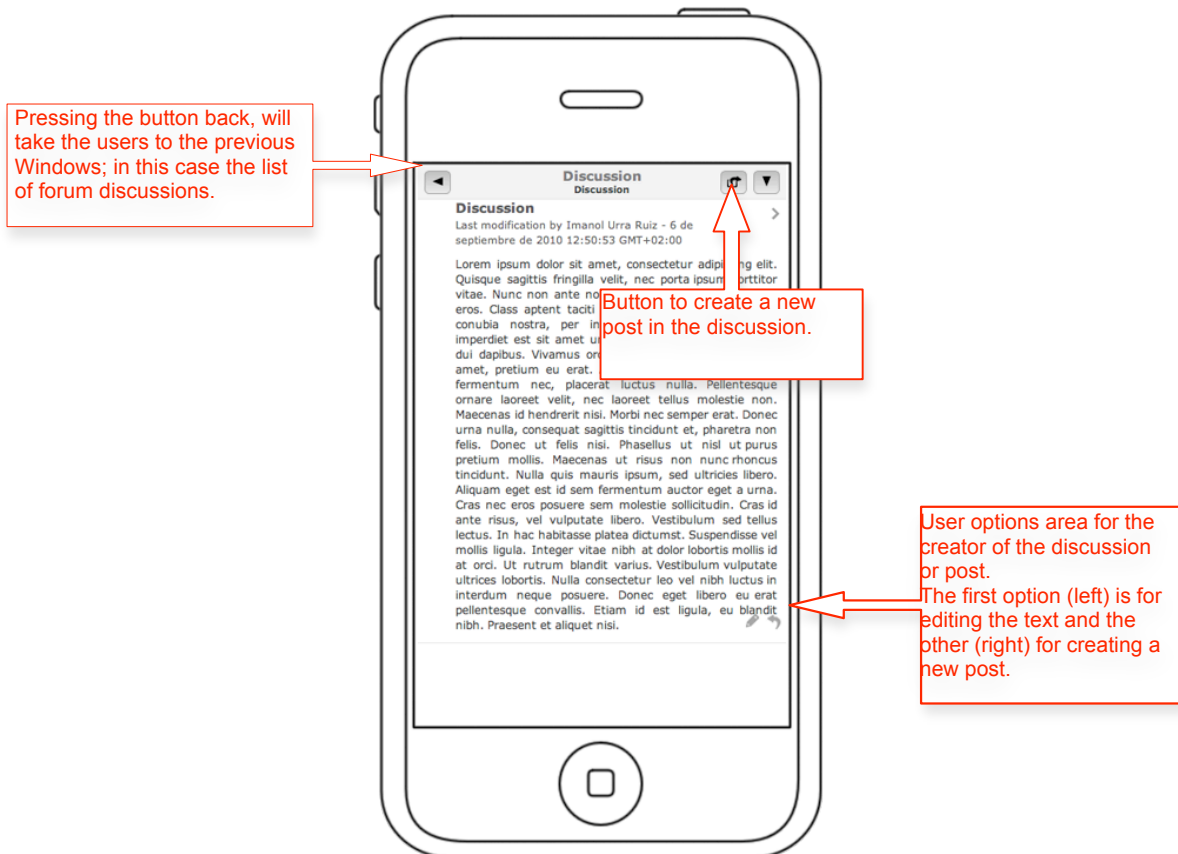 Pressing the button back, will
take the users to the previous
Windows; in this case the list
of forum discussions.
Discussion
Discussion
Discussion
Last modification by Imanol Urra Ruiz - 6 de
septiembre de 2010 12:50:53 GMT+02:00
Lorem ipsum dolor sit amet, consectetur elit.
Quisque sagittis fringilla velit, nec porta ipsum
vitae. Nunc non ante
eros. Class aptent taciti
conubia nostra, per
imperdiet est sit amet
dui dapibus. Vivamus
amet, pretium eu erat.
fermentum nec, placerat luctus nulla. Pellentesque
ornare laoreet velit, nec laoreet tellus molestie non.
Maecenas id hendrerit nisi. Morbi nec semper erat. Donec
urna nulla, consequat sagittis tincidunt et, pharetra non
felis. Donec ut felis nisi. Phasellus ut nisl ut purus
pretium mollis. Maecenas ut risus non nunc rhoncus
tincidunt. Nulla quis mauris ipsum, sed ultricies libero.
Aliquam eget est id sem fermentum auctor eget a urna.
Cras nec eros posuere sem molestie sollicitudin. Cras id
ante risus, vel vulputate libero. Vestibulum sed tellus
lectus. In hac habitasse platea dictumst. Suspendisse vel
mollis ligula. Integer vitae nibh at dolor lobortis mollis id
at orci. Ut rutrum blandit varius. Vestibulum vulputate
ultrices lobortis. Nulla consectetur leo vel nibh luctus in
interdum neque posuere. Donec eget libero eu erat
pellentesque convallis. Etiam id est ligula, eu blandit
nibh. Praesent et aliquet nisi.
Button to create a new
post in the discussion.
User options area for the
creator of the discussion
or post.
The first option (left) is for
editing the text and the
other (right) for creating a
new post.